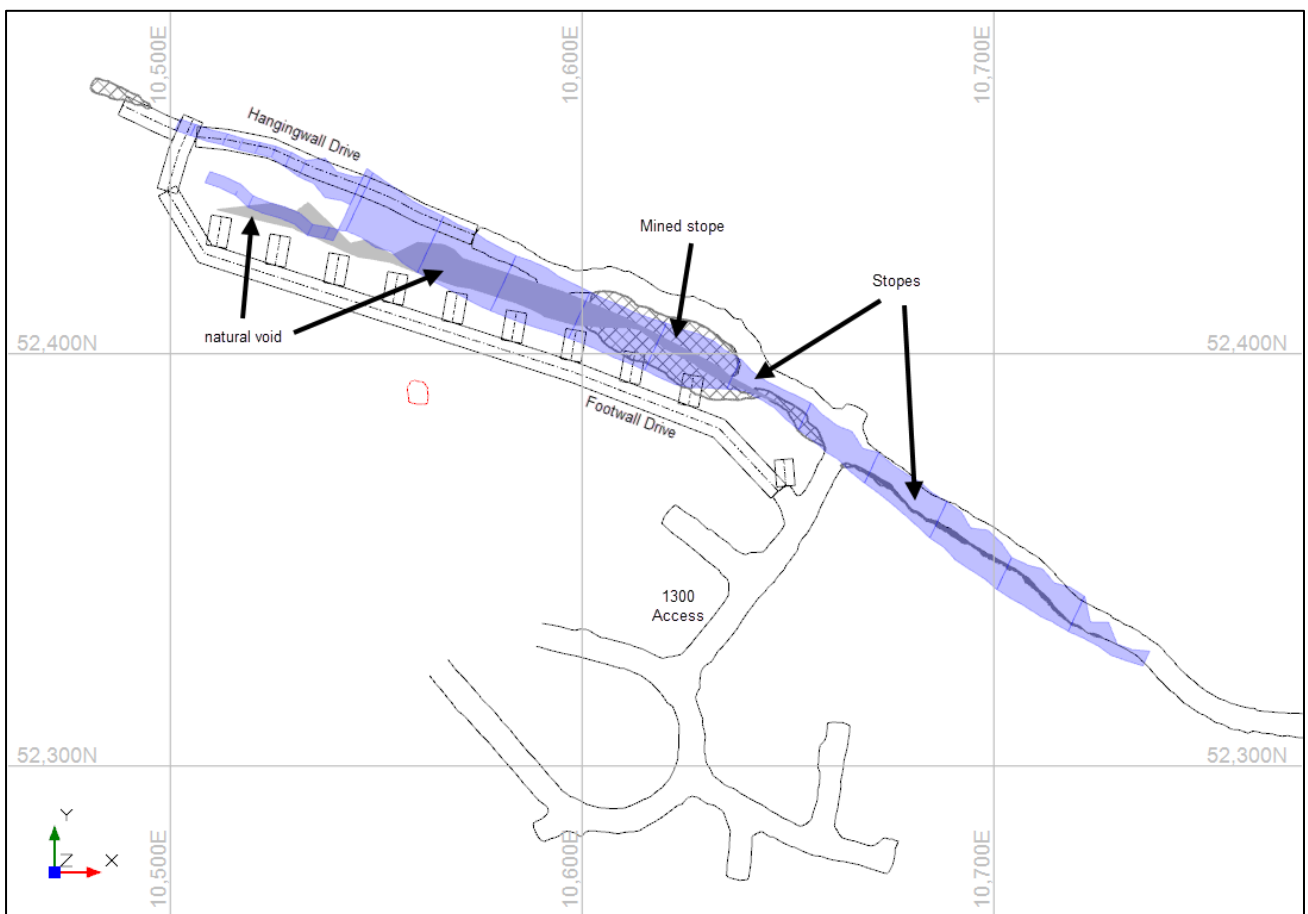 10,500E
10,600E
10,700E
Hangingwall Drive
Mined stope
Stopes
natural void
52,400N
52,400N
Footwall Drive
1300
Access
52,300N
52,300N
Y
Z
X
10,500E
10,600E
10,700E